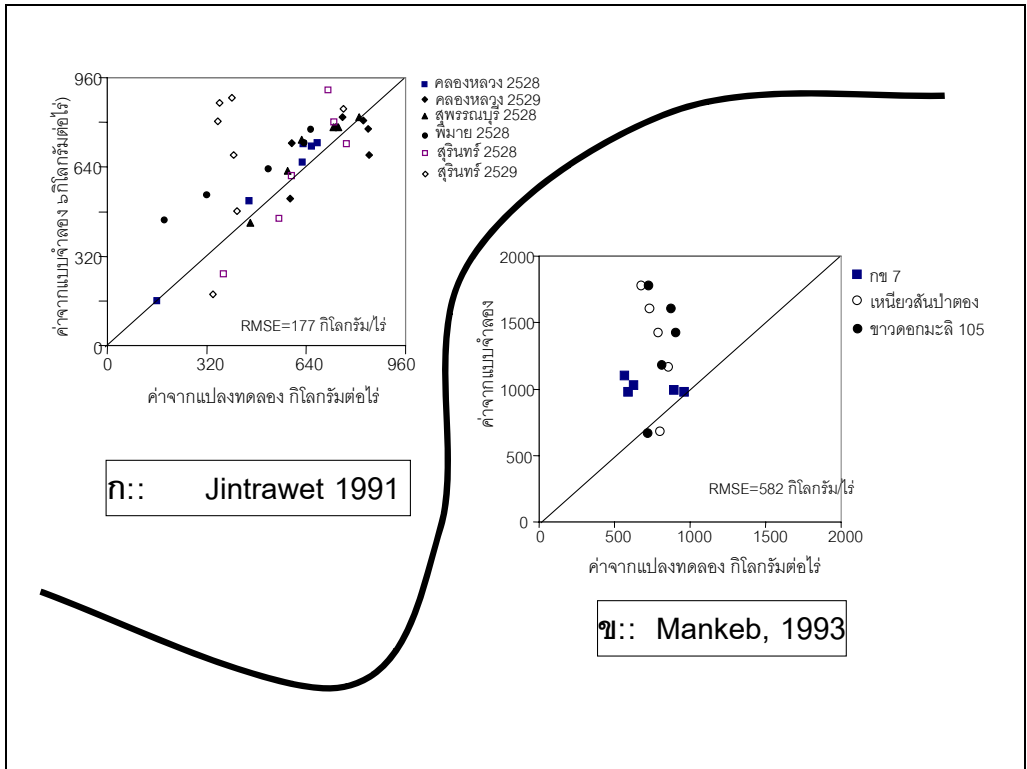 960
640
320
0
ค่าจากแบบจำลอง ๖กิโลกรัมต่อไร่)
0 320 640 960
ค่าจากแปลงทดลอง กิโลกรัมต่อไร่
RMSE=177 กิโลกรัม/ไร่
คลองหลวง 2528
คลองหลวง 2529
สุพรรณบุรี 2528
พิมาย 2528
สุรินทร์ 2528
สุรินทร์ 2529
ก:: Jintrawet 1991
2000
1500
1000
500
0
ค่าจากแบบจำลอง
0 500 1000 1500 2000
ค่าจากแปลงทดลอง กิโลกรัมต่อไร่
RMSE=582 กิโลกรัม/ไร่
กข 7
เหนียวสันป่าตอง
ขาวดอกมะลิ 105
ข:: Mankeb, 1993